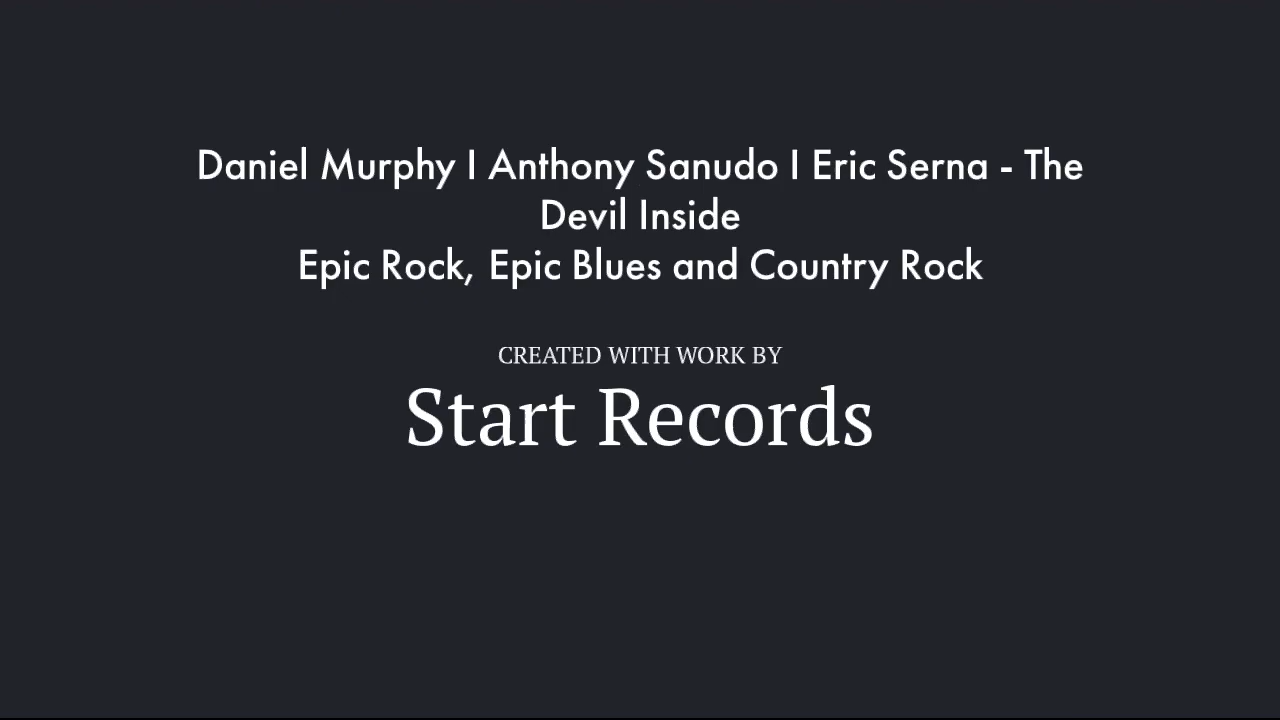 Daniel Murphy I Anthony Sanudo I Eric Serna - The
Devil Inside
Epic Rock, Epic Blues and Country Rock
CREATED WITH WORK BY
Start Records